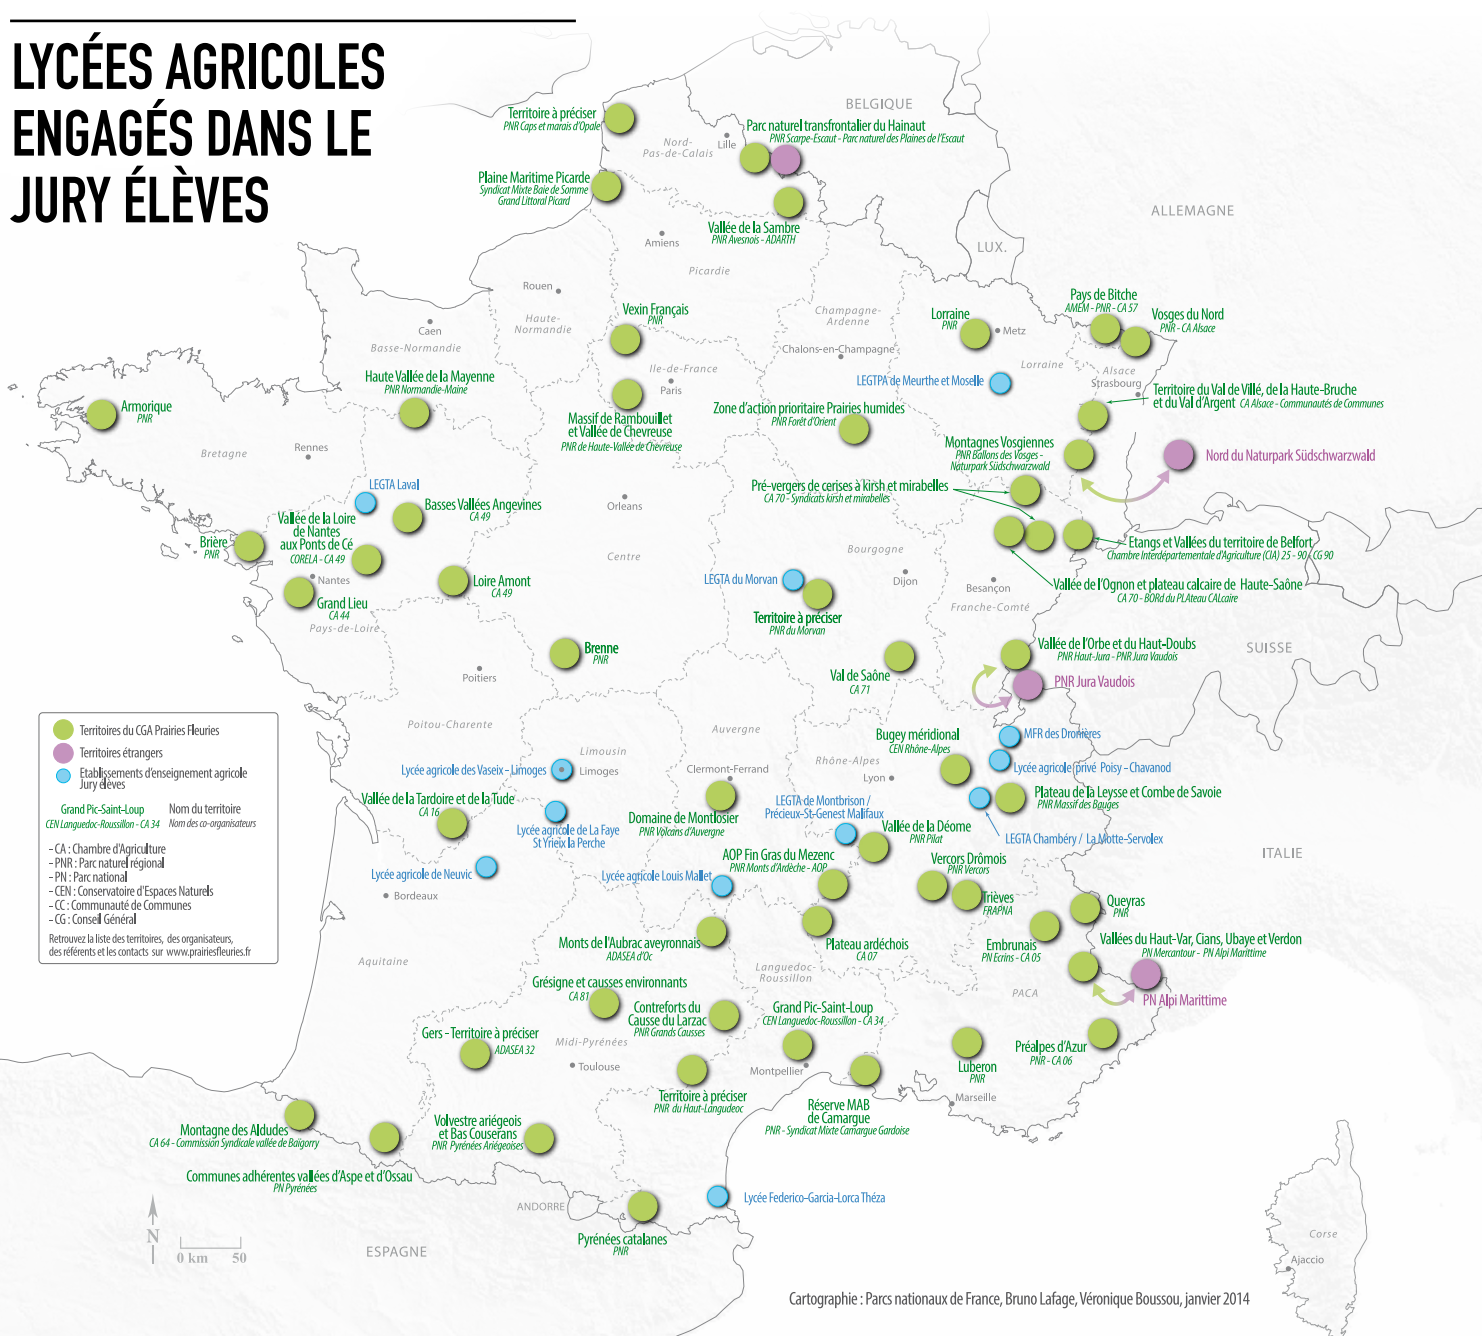 LYCÉES AGRICOLES
ENGAGÉS DANS LE
JURY ÉLÈVES
BELGIQUE
ALLEMAGNE
LUX.
SUISSE
ITALIE
ESPAGNE
ANDORRE
Territoire à préciser
PNR Caps et marais d'Opale
Nord-
Pas-de-Calais
Lille
Parc naturel transfrontalier du Hainaut
PNR Scarpe-Escaut - Parc naturel des Plaines de l'Escaut
Plaine Maritime Picarde
Syndicat Mixte Baie de Somme
Grand Littoral Picard
Vallée de la Sambre
PNR Avesnois - ADARTH
Amiens
Picardie
Rouen
Haute-
Normandie
Caen
Basse-Normandie
Vexin Français
PNR
Champagne-
Ardenne
Chalons-en-Champagne
Lorraine
PNR
Metz
Lorraine
Pays de Bitche
AMEM - PNR - CA 57
Vosges du Nord
PNR - CA Alsace
Alsace
Strasbourg
LEGTPA de Meurthe et Moselle
Territoire du Val de Villé, de la Haute-Bruche
et du Val d'Argent CA Alsace - Communautés de Communes
Ile-de-France
Paris
Haute Vallée de la Mayenne
PNR Normandie-Maine
Armorique
PNR
Bretagne
Rennes
Massif de Rambouillet
et Vallée de Chevreuse
PNR de Haute-Vallée de Chevreuse
Zone d'action prioritaire Prairies humides
PNR Forêt d'Orient
Montagnes Vosgiennes
PNR Ballons des Vosges -
Naturpark Südschwarzwald
Nord du Naturpark Südschwarzwald
Pré-vergers de cerises à kirsh et mirabelles
CA 70 - Syndicats kirsh et mirabelles
LEGTA Laval
Basses Vallées Angevines
CA 49
Vallée de la Loire
de Nantes
aux Ponts de Cé
CORELA - CA 49
Brière
PNR
Nantes
Grand Lieu
CA 44
Pays-de-Loire
Loire Amont
CA 49
Orleans
Centre
Bourgogne
Dijon
Etangs et Vallées du territoire de Belfort
Chambre Interdépartementale d'Agriculture (CIA) 25 - 90 - CG 90
Vallée de l'Ognon et plateau calcaire de Haute-Saône
CA 70 - BORd du PLAteau CALcaire
Besançon
Franche-Comté
LEGTA du Morvan
Territoire à préciser
PNR du Morvan
Brenne
PNR
Val de Saône
CA 71
Vallée de l'Orbe et du Haut-Doubs
PNR Haut-Jura - PNR Jura Vaudois
PNR Jura Vaudois
Poitiers
Poitou-Charente
Limousin
Auvergne
Rhône-Alpes
Lyon
Bugey méridional
CEN Rhône-Alpes
MFR des Dronières
Lycée agricole privé Poisy - Chavanod
Plateau de la Leysse et Combe de Savoie
PNR Massif des Bauges
LEGTA Chambéry / La Motte-Servolex
Lycée agricole des Vaseix - Limoges
Limoges
Clermont-Ferrand
Domaine de Montlosier
PNR Volcans d'Auvergne
Vallée de la Tardoire et de la Tude
CA 16
Lycée agricole de La Faye
St Yrieix la Perche
Lycée agricole de Neuvic
LEGTA de Montbrison /
Précieux-St-Genest Malifaux
Vallée de la Déome
PNR Pilat
AOP Fin Gras du Mezenc
PNR Monts d'Ardèche - AOP
Lycée agricole Louis Mallet
Vercors Drômois
PNR Vercors
Trièves
FRAPNA
Bordeaux
Aquitaine
Monts de l'Aubrac aveyronnais
ADASEA d'Oc
Plateau ardéchois
CA 07
Embrunais
PN Ecrins - CA 05
Queyras
PNR
Vallées du Haut-Var, Cians, Ubaye et Verdon
PN Mercantour - PN Alpi Marittime
PN Alpi Marittime
Languedoc-
Roussillon
PACA
Grésigne et causses environnants
CA 81
Contreforts du
Causse du Larzac
PNR Grands Causses
Grand Pic-Saint-Loup
CEN Languedoc-Roussillon - CA 34
Gers - Territoire à préciser
ADASEA 32
Midi-Pyrénées
Toulouse
Montpellier
Luberon
PNR
Préalpes d'Azur
PNR - CA 06
Marseille
Territoire à préciser
PNR du Haut-Langudeoc
Réserve MAB
de Camargue
PNR - Syndicat Mixte Camargue Gardoise
Montagne des Aldudes
CA 64 - Commission Syndicale vallée de Baïgorry
Volvestre ariégeois
et Bas Couserans
PNR Pyrénées Ariégeoises
Communes adhérentes vallées d'Aspe et d'Ossau
PN Pyrénées
Lycée Federico-Garcia-Lorca Théza
Pyrénées catalanes
PNR
Corse
Ajaccio
Territoires du CGA Prairies Fleuries
Territoires étrangers
Etablissements d'enseignement agricole
Jury élèves
Grand Pic-Saint-Loup Nom du territoire
CEN Languedoc-Roussillon - CA 34 Nom des co-organisateurs
- CA : Chambre d'Agriculture
- PNR : Parc naturel régional
- PN : Parc national
- CEN : Conservatoire d'Espaces Naturels
- CC : Communauté de Communes
- CG : Conseil Général
Retrouvez la liste des territoires, des organisateurs,
des référents et les contacts sur www.prairiesfleuries.fr
N
0 km 50
Cartographie : Parcs nationaux de France, Bruno Lafage, Véronique Boussou, janvier 2014